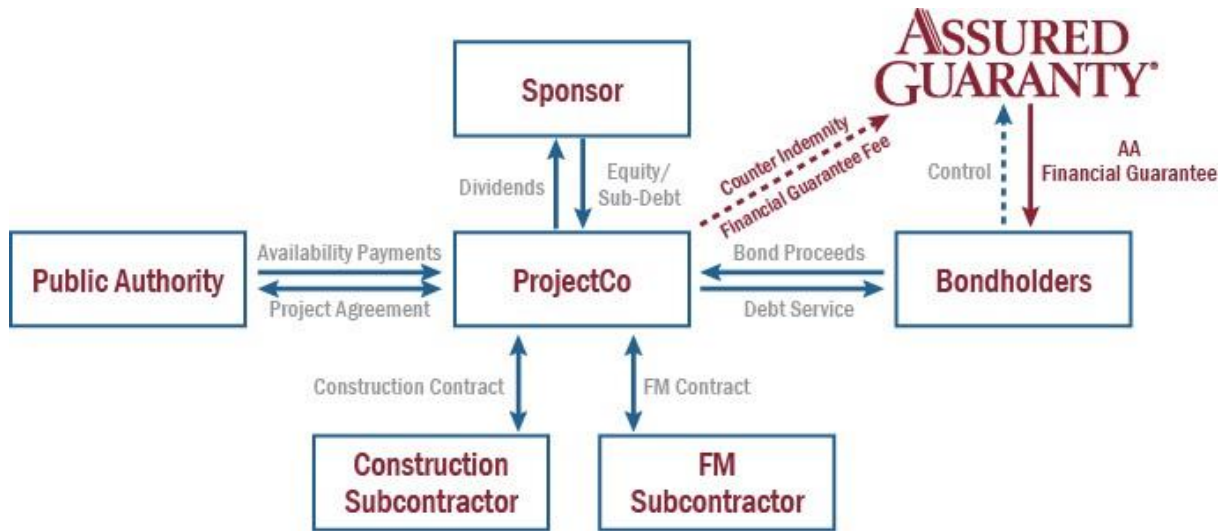 ASSURED
GUARANTY®
Sponsor
Counter Indemnity
Financial Guarantee Fee
Dividends
Equity/
Sub-Debt
Control
AA
Financial Guarantee
Public Authority
Availability Payments
Project Agreement
ProjectCo
Bond Proceeds
Debt Service
Bondholders
Construction Contract
FM Contract
Construction
Subcontractor
FM
Subcontractor